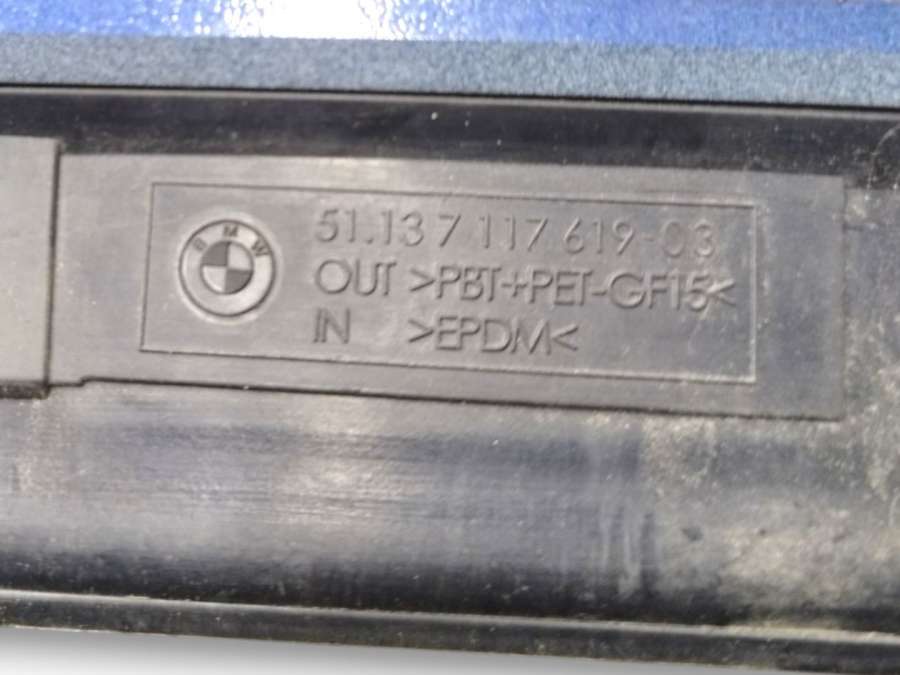 BMW
51.13 7 117 619-03
OUT >PBT+PET-GF15<
IN >EPDM<